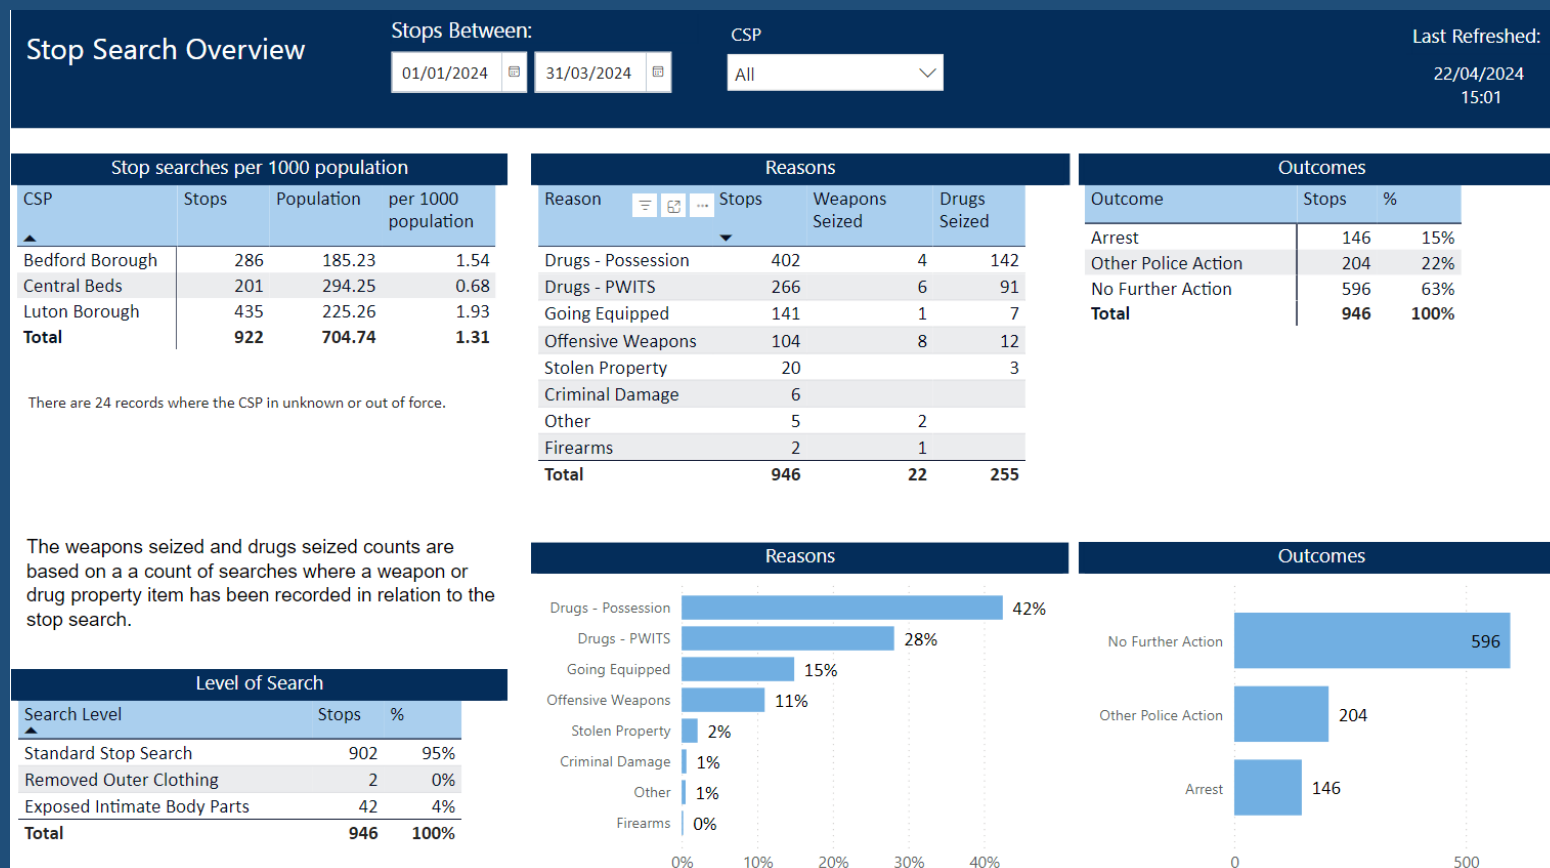 Stop Search Overview
Stops Between:
01/01/2024
31/03/2024
CSP
All
Last Refreshed:
22/04/2024
15:01
Stop searches per 1000 population
CSP Stops Population per 1000
population
Bedford Borough 286 185.23 1.54
Central Beds 201 294.25 0.68
Luton Borough 435 225.26 1.93
Total 922 704.74 1.31
There are 24 records where the CSP in unknown or out of force.
The weapons seized and drugs seized counts are
based on a a count of searches where a weapon or
drug property item has been recorded in relation to the
stop search.
Level of Search
Search Level Stops %
Standard Stop Search 902 95%
Removed Outer Clothing 2 0%
Exposed Intimate Body Parts 42 4%
Total 946 100%
Reasons
Reason Stops Weapons Drugs
Seized Seized
Drugs - Possession 402 4 142
Drugs - PWITS 266 6 91
Going Equipped 141 1 7
Offensive Weapons 104 8 12
Stolen Property 20 3
Criminal Damage 6
Other 5 2
Firearms 2 1
Total 946 22 255
Reasons
Drugs - Possession 42%
Drugs - PWITS 28%
Going Equipped 15%
Offensive Weapons 11%
Stolen Property 2%
Criminal Damage 1%
Other 1%
Firearms 0%
0% 10% 20% 30% 40%
Outcomes
Outcome Stops %
Arrest 146 15%
Other Police Action 204 22%
No Further Action 596 63%
Total 946 100%
Outcomes
No Further Action 596
Other Police Action 204
Arrest 146
0 500